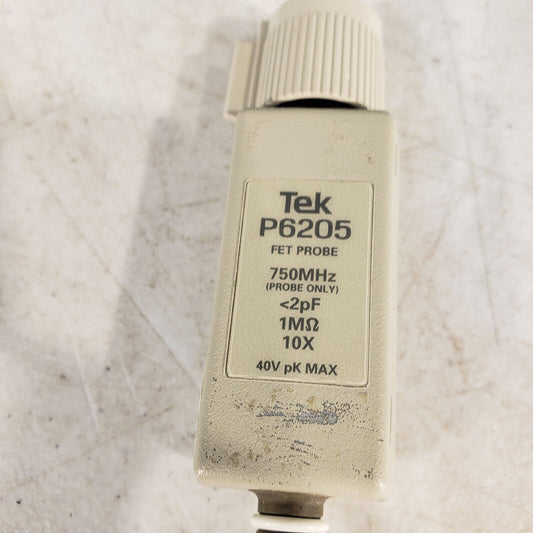 Tek
P6205
FET PROBE
750MHz
(PROBE ONLY)
<2pF
1MΩ
10X
40V pK MAX